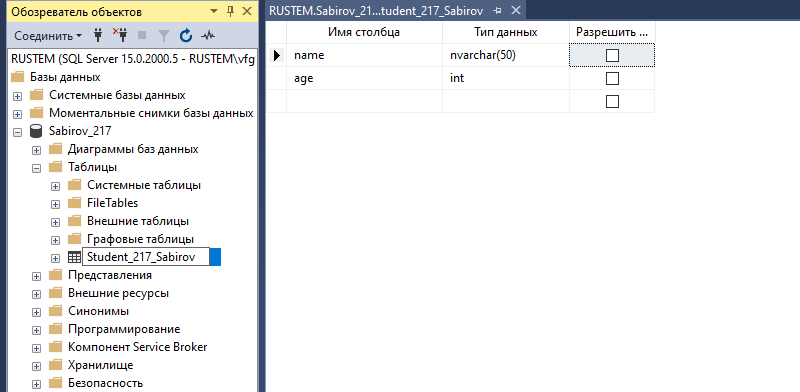 Обозреватель объектов
Соединить
RUSTEM (SQL Server 15.0.2000.5 - RUSTEM\vfg
Базы данных
Системные базы данных
Моментальные снимки базы данных
Sabirov_217
Диаграммы баз данных
Таблицы
Системные таблицы
FileTables
Внешние таблицы
Графовые таблицы
Student_217_Sabirov
Представления
Внешние ресурсы
Синонимы
Программирование
Компонент Service Broker
Хранилище
Безопасность
RUSTEM.Sabirov_21...tudent_217_Sabirov
Имя столбца Тип данных Разрешить ...
name nvarchar(50)
age int